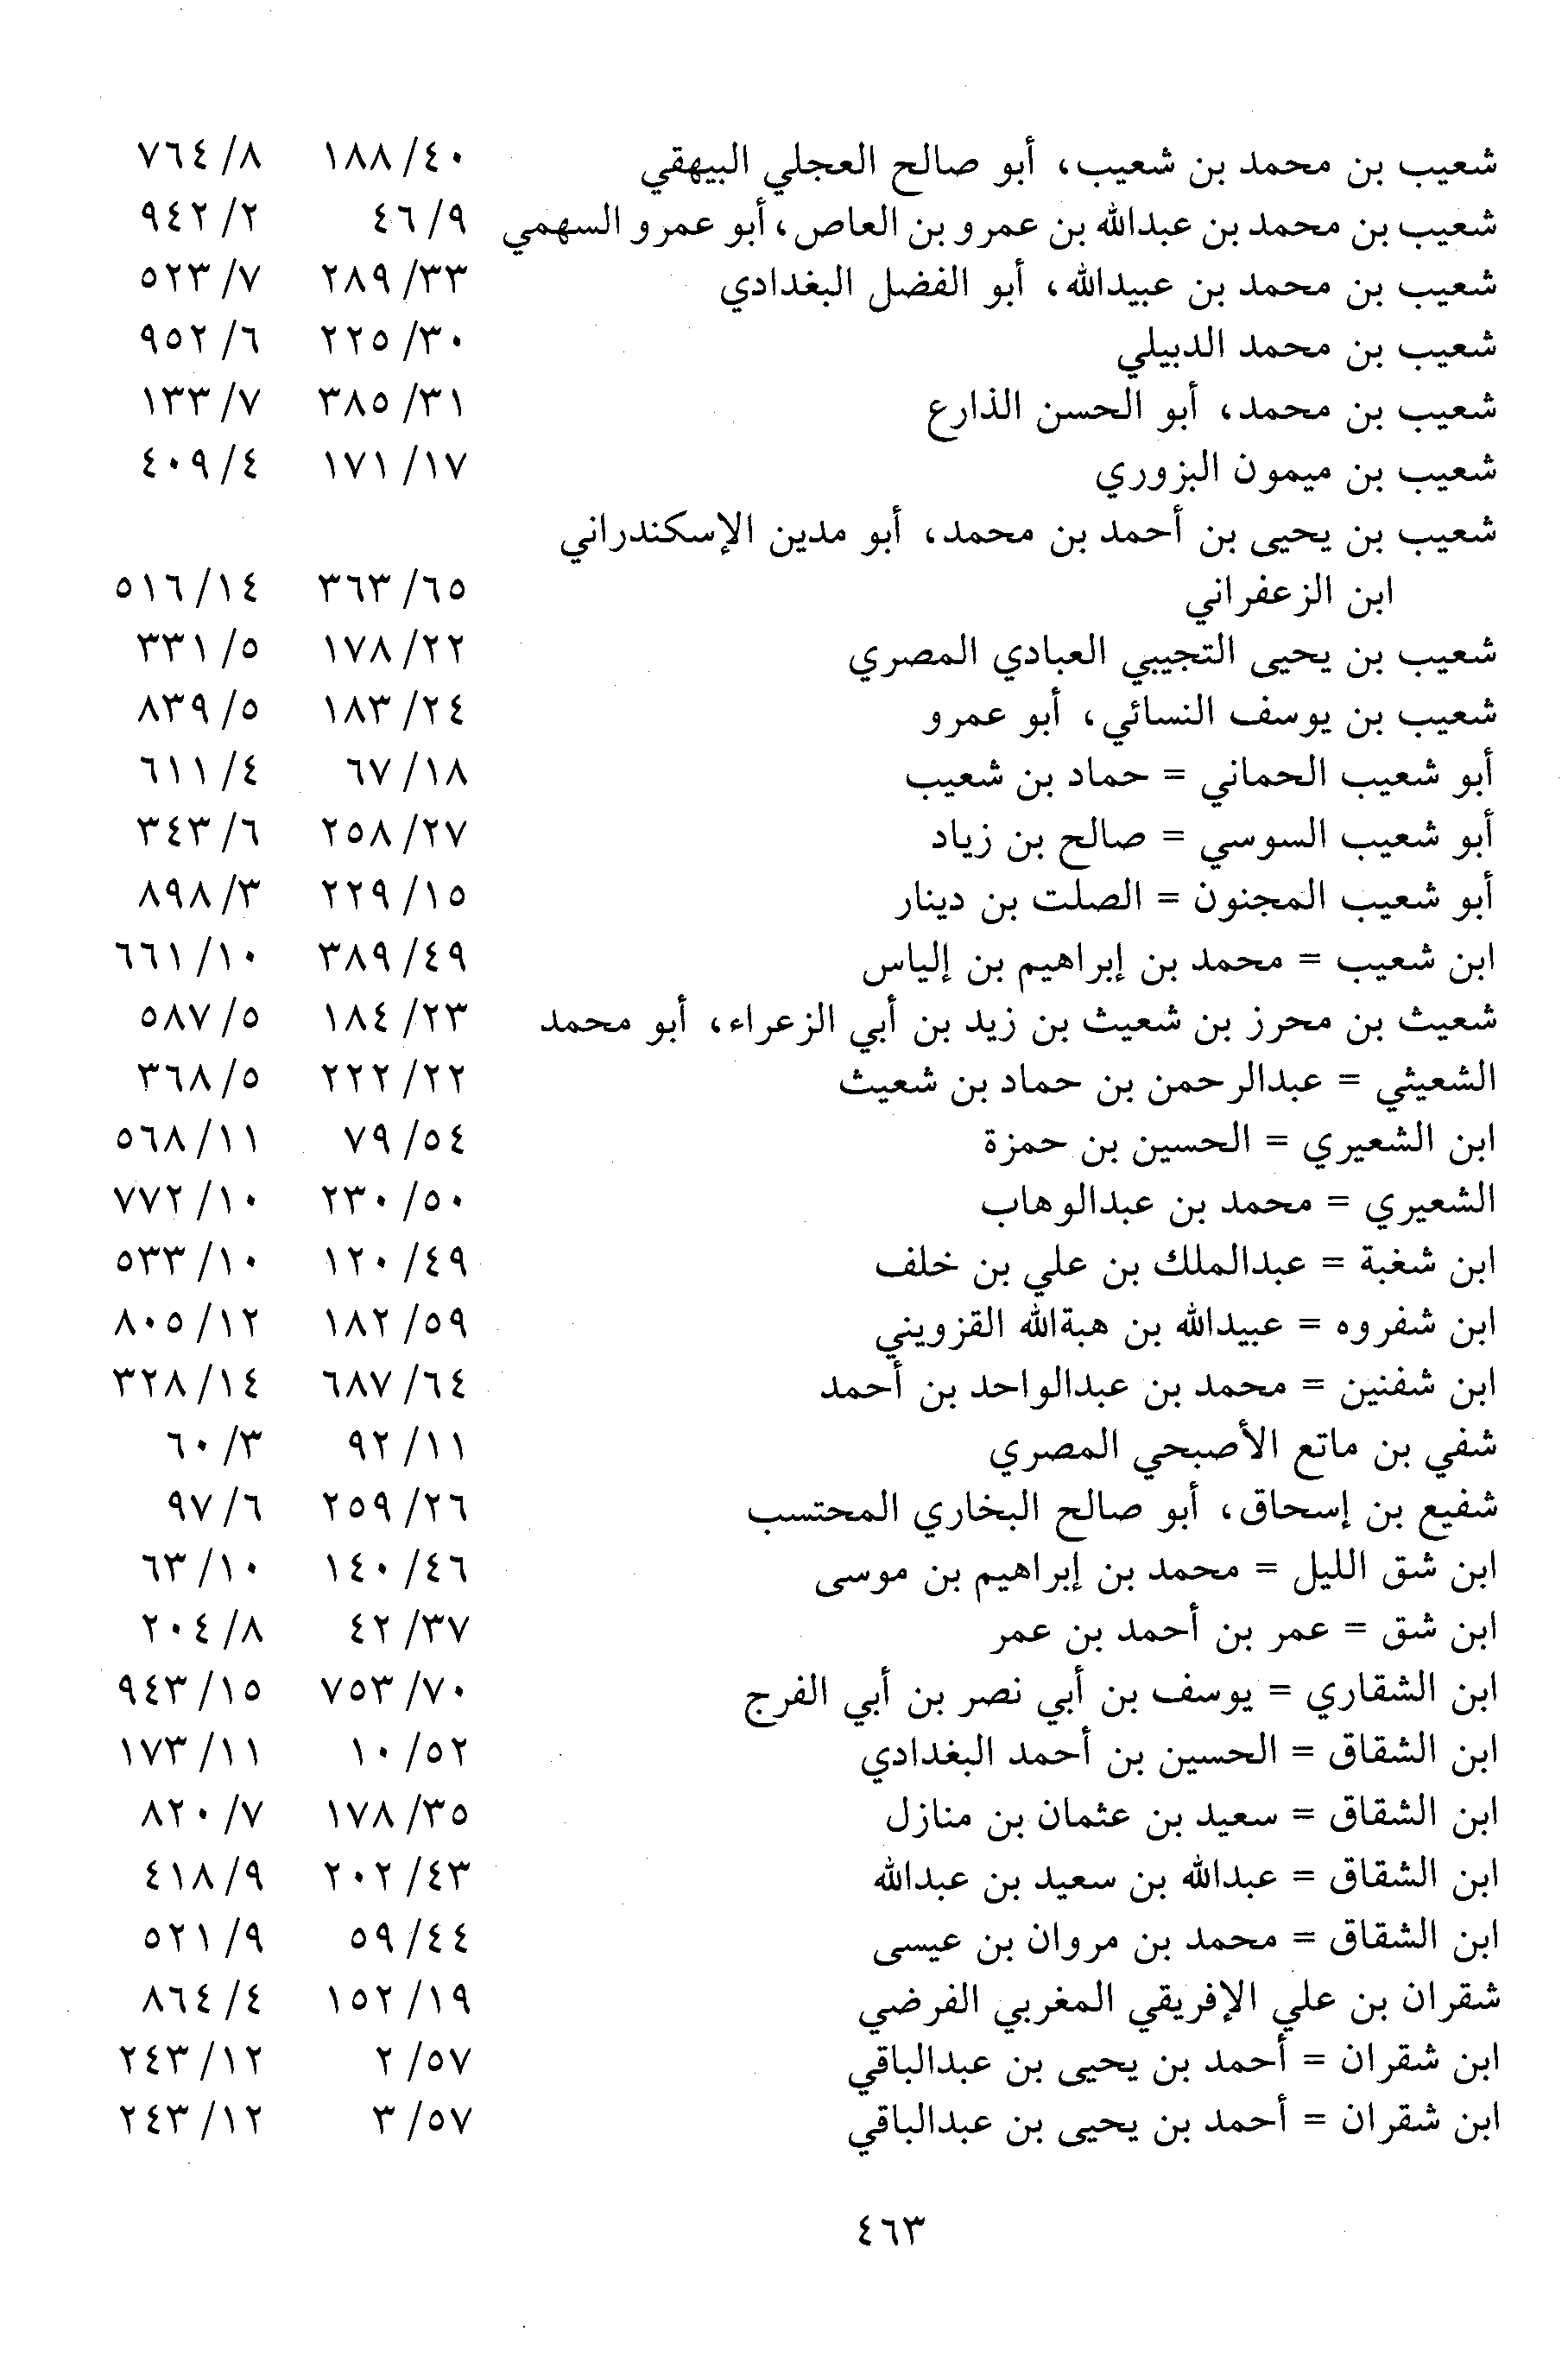 شعيب بن محمد بن شعيب، أبو صالح العجلي البيهقي ٤٠/ ١٨٨ ٨/ ٧٦٤
شعيب بن محمد بن عبدالله بن عمرو بن العاص، أبو عمرو السهمي ٩/ ٤٦ ٢/ ٩٤٢
شعيب بن محمد بن عبيدالله، أبو الفضل البغدادي ٣٣/ ٢٨٩ ٧/ ٥٢٣
شعيب بن محمد الدبيلي ٣٠/ ٢٢٥ ٦/ ٩٥٢
شعيب بن محمد، أبو الحسن الذارع ٣١/ ٣٨٥ ٧/ ١٣٣
شعيب بن ميمون البزوري ١٧/ ١٧١ ٤/ ٤٠٩
شعيب بن يحيى بن أحمد بن محمد، أبو مدين الإسكندراني
ابن الزعفراني ٦٥/ ٣٦٣ ١٤/ ٥١٦
شعيب بن يحيى التجيبي العبادي المصري ٢٢/ ١٧٨ ٥/ ٣٣١
شعيب بن يوسف النسائي، أبو عمرو ٢٤/ ١٨٣ ٥/ ٨٣٩
أبو شعيب الحماني = حماد بن شعيب ١٨/ ٦٧ ٤/ ٦١١
أبو شعيب السوسي = صالح بن زياد ٢٧/ ٢٥٨ ٦/ ٣٤٣
أبو شعيب المجنون = الصلت بن دينار ١٥/ ٢٢٩ ٣/ ٨٩٨
ابن شعيب = محمد بن إبراهيم بن إلياس ٤٩/ ٣٨٩ ١٠/ ٦٦١
شعيث بن محرز بن شعيث بن زيد بن أبي الزعراء، أبو محمد ٢٣/ ١٨٤ ٥/ ٥٨٧
الشعيثي = عبدالرحمن بن حماد بن شعيث ٢٢/ ٢٢٢ ٥/ ٣٦٨
ابن الشعيري = الحسين بن حمزة ٥٤/ ٧٩ ١١/ ٥٦٨
الشعيري = محمد بن عبدالوهاب ٥٠/ ٢٣٠ ١٠/ ٧٧٢
ابن شغبة = عبدالملك بن علي بن خلف ٤٩/ ١٢٠ ١٠/ ٥٣٣
ابن شفروه = عبيدالله بن هبةالله القزويني ٥٩/ ١٨٢ ١٢/ ٨٠٥
ابن شفنين = محمد بن عبدالواحد بن أحمد ٦٤/ ٦٨٧ ١٤/ ٣٢٨
شفي بن ماتع الأصبحي المصري ١١/ ٩٢ ٣/ ٦٠
شفيع بن إسحاق، أبو صالح البخاري المحتسب ٢٦/ ٢٥٩ ٦/ ٩٧
ابن شق الليل = محمد بن إبراهيم بن موسى ٤٦/ ١٤٠ ١٠/ ٦٣
ابن شق = عمر بن أحمد بن عمر ٣٧/ ٤٢ ٨/ ٢٠٤
ابن الشقاري = يوسف بن أبي نصر بن أبي الفرج ٧٠/ ٧٥٣ ١٥/ ٩٤٣
ابن الشقاق = الحسين بن أحمد البغدادي ٥٢/ ١٠ ١١/ ١٧٣
ابن الشقاق = سعيد بن عثمان بن منازل ٣٥/ ١٧٨ ٧/ ٨٢٠
ابن الشقاق = عبدالله بن سعيد بن عبدالله ٤٣/ ٢٠٢ ٩/ ٤١٨
ابن الشقاق = محمد بن مروان بن عيسى ٤٤/ ٥٩ ٩/ ٥٢١
شقران بن علي الإفريقي المغربي الفرضي ١٩/ ١٥٢ ٤/ ٨٦٤
ابن شقران = أحمد بن يحيى بن عبدالباقي ٥٧/ ٢ ١٢/ ٢٤٣
ابن شقران = أحمد بن يحيى بن عبدالباقي ٥٧/ ٣ ١٢/ ٢٤٣
٤٦٣